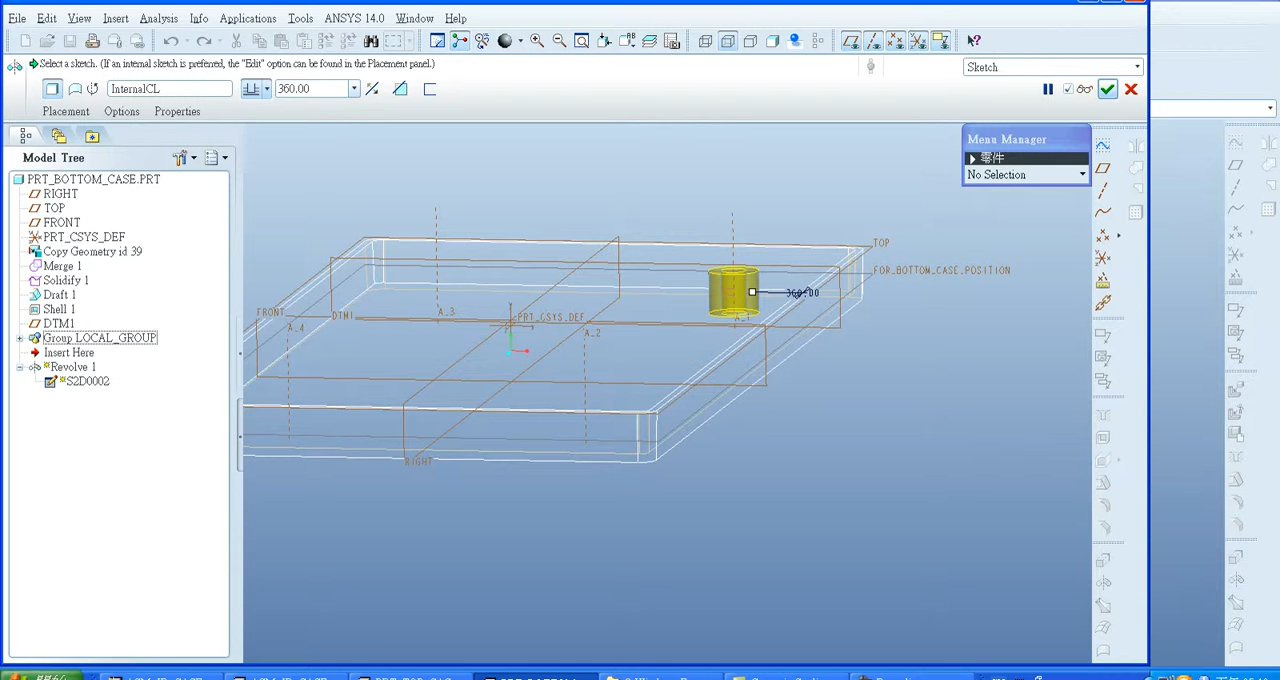 File Edit View Insert Analysis Info Applications Tools ANSYS 14.0 Window Help
Select a sketch. (If an internal sketch is preferred, the "Edit" option can be found in the Placement panel.)
Sketch
InternalCL
360.00
Placement Options Properties
Model Tree
PRT_BOTTOM_CASE.PRT
RIGHT
TOP
FRONT
PRT_CSYS_DEF
Copy Geometry id 39
Merge 1
Solidify 1
Draft 1
Shell 1
DTM1
Group LOCAL_GROUP
Insert Here
*Revolve 1
*S2D0002
Menu Manager
零件
No Selection
TOP
FOR_BOTTOM_CASE_POSITION
360.00
FRONT
DTM1
A_3
PRT_CSYS_DEF
A_4
A_2
RIGHT